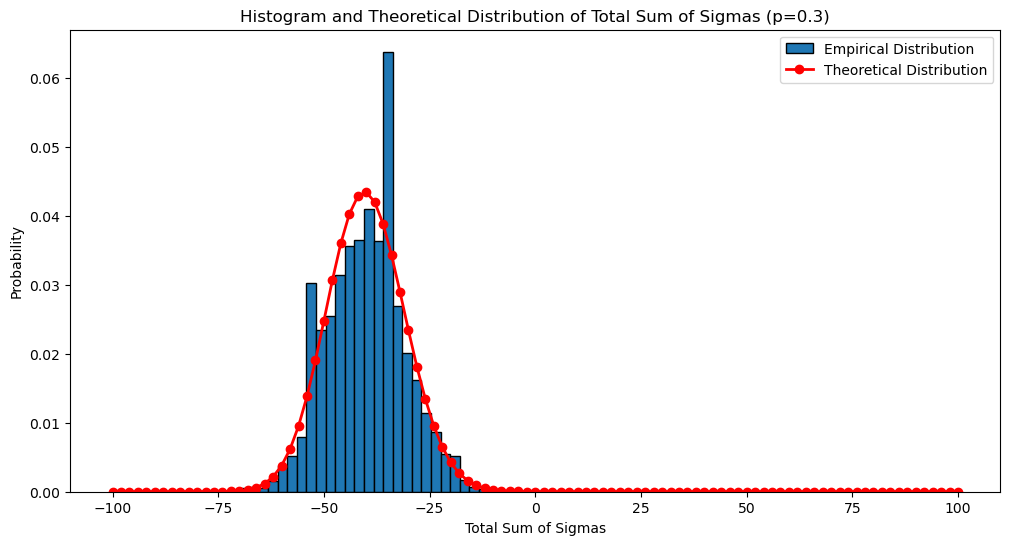 Histogram and Theoretical Distribution of Total Sum of Sigmas (p=0.3)
Empirical Distribution
Theoretical Distribution
Probability
0.06
0.05
0.04
0.03
0.02
0.01
0.00
−100 −75 −50 −25 0 25 50 75 100
Total Sum of Sigmas